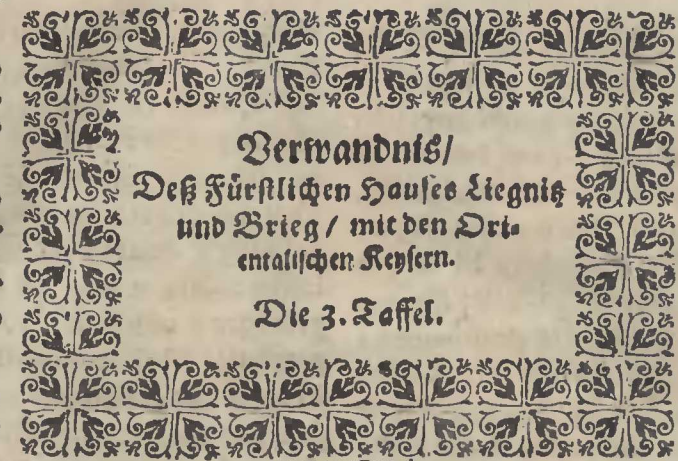 Verwandnis/
Deß Fürstlichen Hauses Liegnitz
und Brieg / mit den Ori⸗
entalischen Keysern.
Die 3. Taffel.